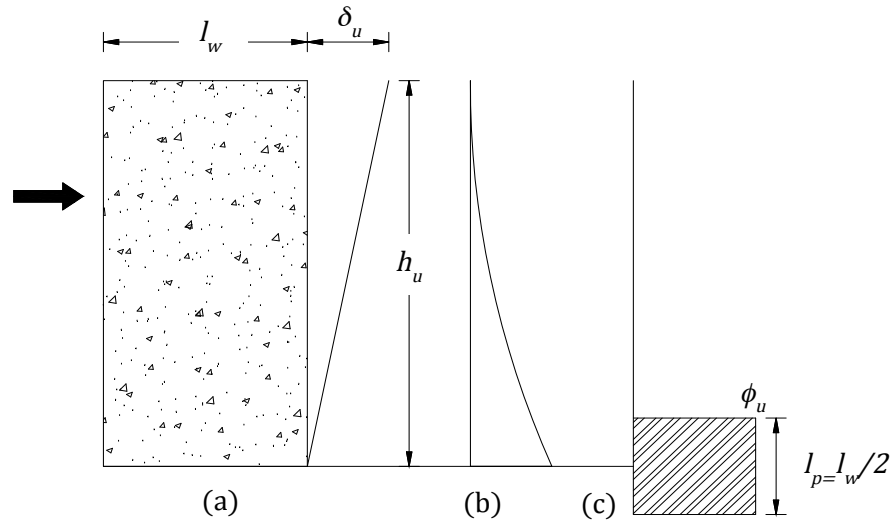 l_w δ_u
h_u
ϕ_u
l_p=l_w/2
(a) (b) (c)